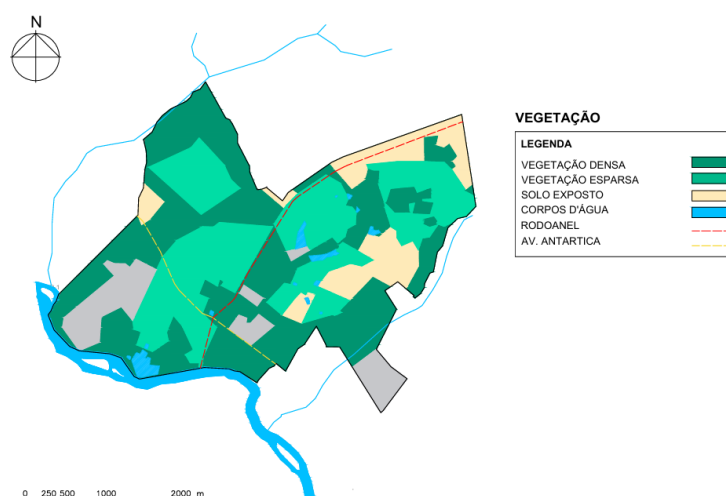 N
VEGETAÇÃO
LEGENDA
VEGETAÇÃO DENSA
VEGETAÇÃO ESPARSA
SOLO EXPOSTO
CORPOS D'ÁGUA
RODOANEL
AV. ANTARTICA
0 250 500 1000 2000 m